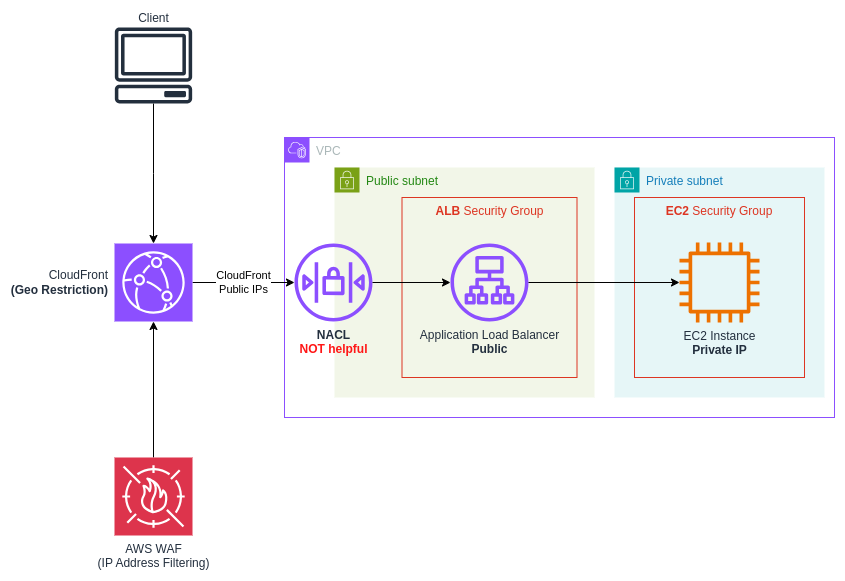 Client
VPC
Public subnet
Private subnet
ALB Security Group
EC2 Security Group
CloudFront
(Geo Restriction)
CloudFront
Public IPs
NACL
NOT helpful
Application Load Balancer
Public
EC2 Instance
Private IP
AWS WAF
(IP Address Filtering)